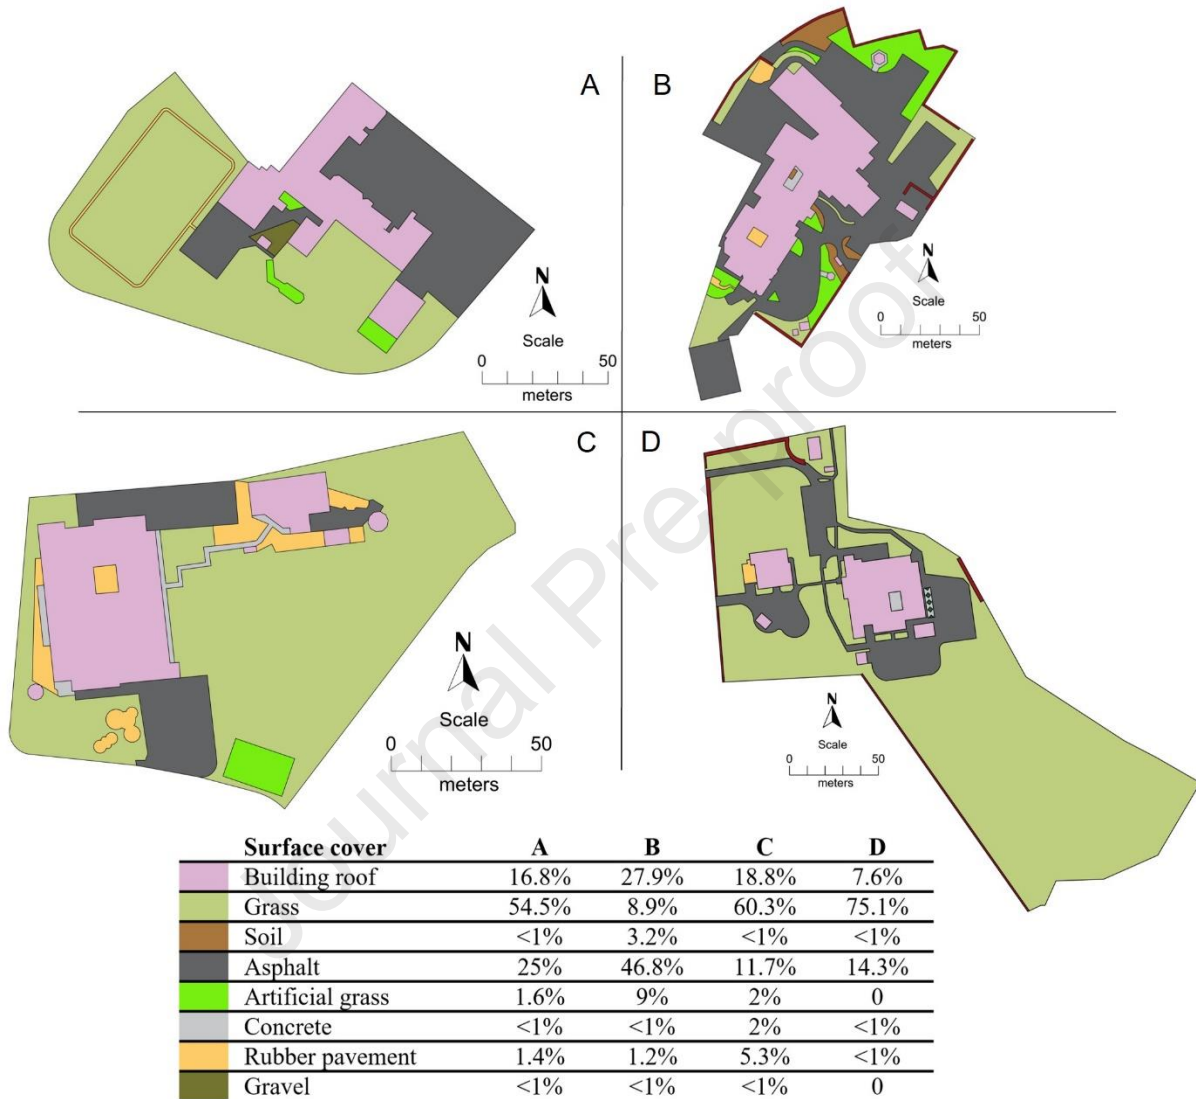 A
B
N
Scale
0 50
meters
N
Scale
0 50
meters
C
D
N
Scale
0 50
meters
N
Scale
0 50
meters
Journal Pre-proof
Surface cover A B C D
Building roof 16.8% 27.9% 18.8% 7.6%
Grass 54.5% 8.9% 60.3% 75.1%
Soil <1% 3.2% <1% <1%
Asphalt 25% 46.8% 11.7% 14.3%
Artificial grass 1.6% 9% 2% 0
Concrete <1% <1% 2% <1%
Rubber pavement 1.4% 1.2% 5.3% <1%
Gravel <1% <1% <1% 0